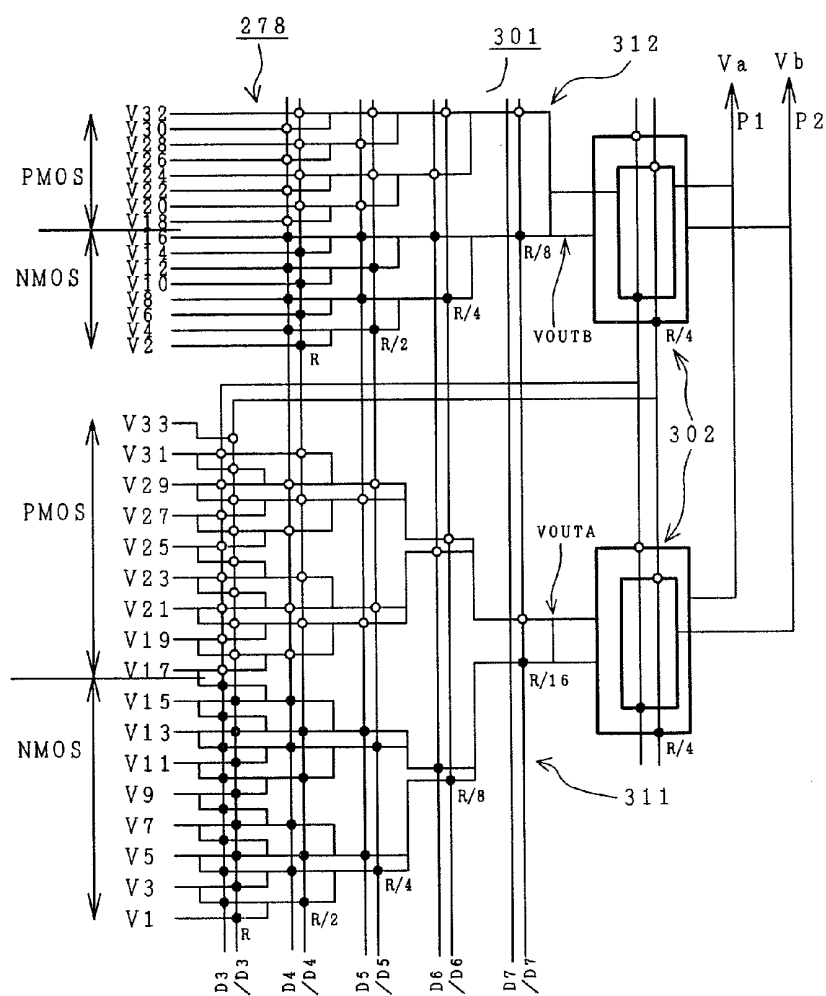 278
301
312
Va
Vb
P1
P2
V32
V30
V28
V26
V24
V22
V20
V18
V16
V14
V12
V10
V8
V6
V4
V2
PMOS
NMOS
R
R/2
R/4
R/8
VOUTB
R/4
302
V33
V31
V29
V27
V25
V23
V21
V19
V17
V15
V13
V11
V9
V7
V5
V3
V1
PMOS
NMOS
VOUTA
R/16
R/8
R/4
R/2
R
R/4
311
D3
/D3
D4
/D4
D5
/D5
D6
/D6
D7
/D7